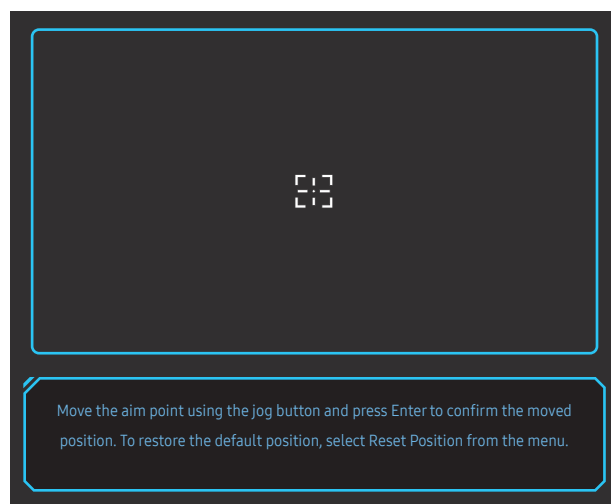 Move the aim point using the jog button and press Enter to confirm the moved
position. To restore the default position, select Reset Position from the menu.